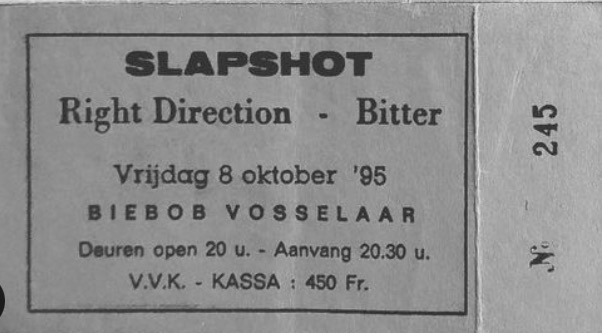 SLAPSHOT
Right Direction - Bitter
Vrijdag 8 oktober '95
BIEBOB VOSSELAAR
Deuren open 20 u. - Aanvang 20.30 u.
V.V.K. - KASSA : 450 Fr.
Nº 245